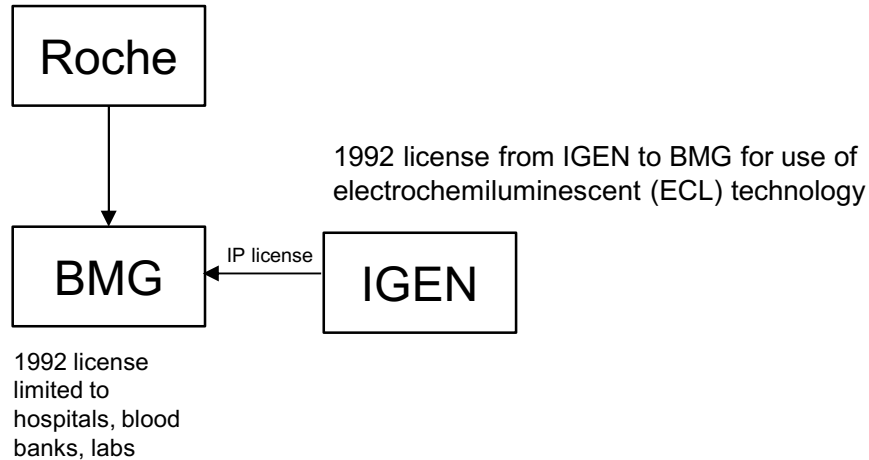 Roche
1992 license from IGEN to BMG for use of
electrochemiluminescent (ECL) technology
BMG
IP license
IGEN
1992 license
limited to
hospitals, blood
banks, labs